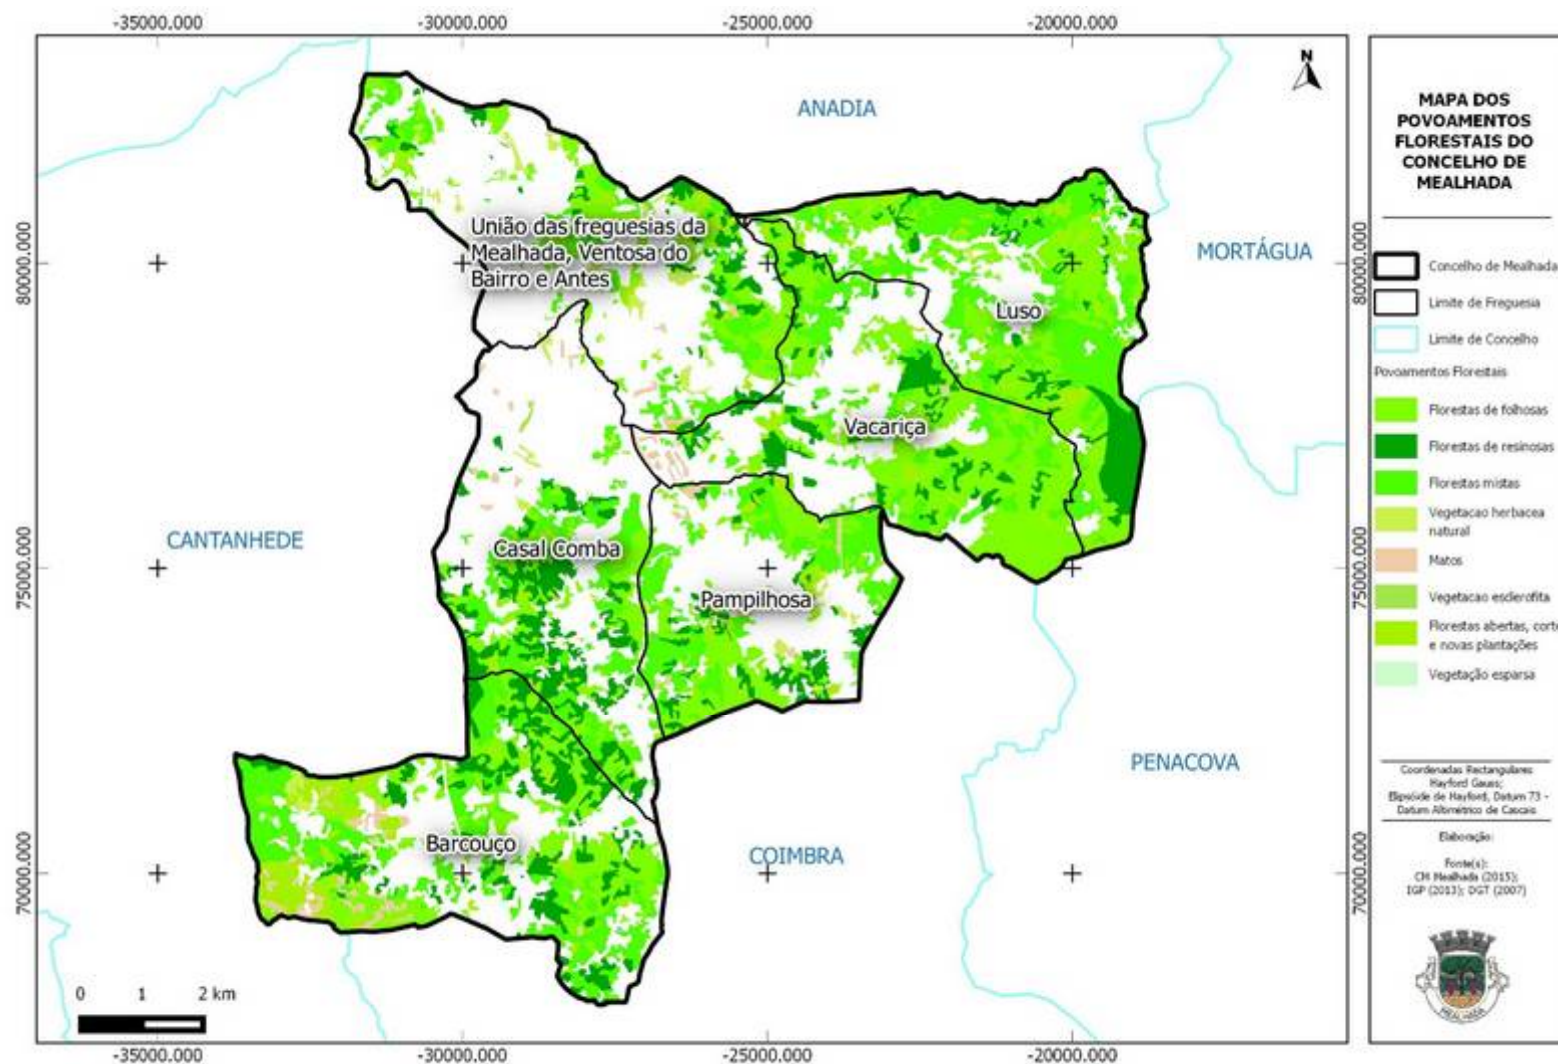 -35000.000
-30000.000
-25000.000
-20000.000
N
ANADIA
MORTÁGUA
União das freguesias da
Mealhada, Ventosa do
Bairro e Antes
Luso
Vacariça
CANTANHEDE
Casal Comba
Pampilhosa
PENACOVA
Barcouço
COIMBRA
80000.000
75000.000
70000.000
80000.000
75000.000
70000.000
0 1 2 km
-35000.000
-30000.000
-25000.000
-20000.000
MAPA DOS
POVOAMENTOS
FLORESTAIS DO
CONCELHO DE
MEALHADA
Concelho de Mealhada
Limite de Freguesia
Limite de Concelho
Povoamentos Florestais
Florestas de folhosas
Florestas de resinosas
Florestas mistas
Vegetacao herbacea
natural
Matos
Vegetacao esclerofita
Florestas abertas, corte
e novas plantações
Vegetação esparsa
Coordenadas Rectangulares
Hayford Gauss;
Elipsóide de Hayford, Datum 73 -
Datum Altimétrico de Cascais
Elaboração:
Fonte(s):
CM Mealhada (2015);
IGP (2013); DGT (2007)
MEALHADA